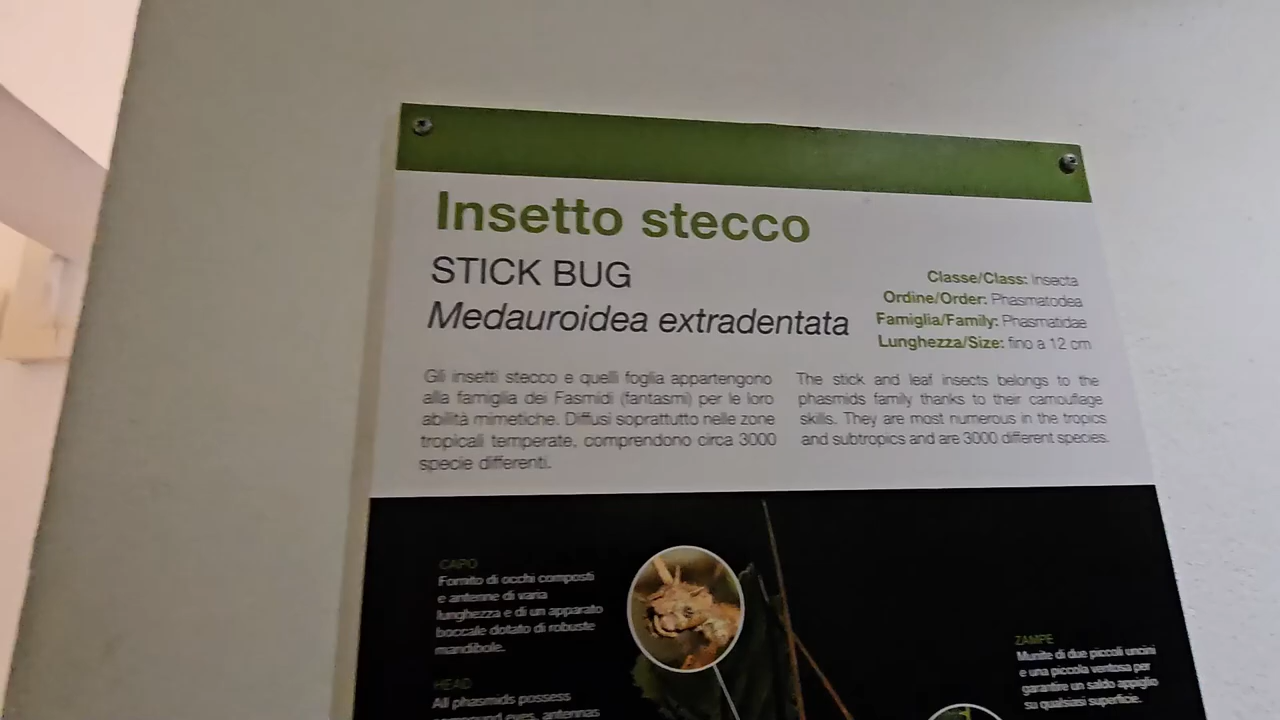 Insetto stecco
STICK BUG
Medauroidea extradentata
Classe/Class: Insecta
Ordine/Order: Phasmatodea
Famiglia/Family: Phasmatidae
Lunghezza/Size: fino a 12 cm
Gli insetti stecco e quelli foglia appartengono
alla famiglia dei Fasmidi (fantasmi) per le loro
abilità mimetiche. Diffusi soprattutto nelle zone
tropicali temperate, comprendono circa 3000
specie differenti.
The stick and leaf insects belongs to the
phasmids family thanks to their camouflage
skills. They are most numerous in the tropics
and subtropics and are 3000 different species.
CAPO
Fornito di occhi composti
e antenne di varia
lunghezza e di un apparato
boccale dotato di robuste
mandibole.
HEAD
All phasmids possess
compound eyes, antennas
ZAMPE
Munite di due piccoli uncini
e una piccola ventosa per
garantire un saldo appiglio
su qualsiasi superficie.